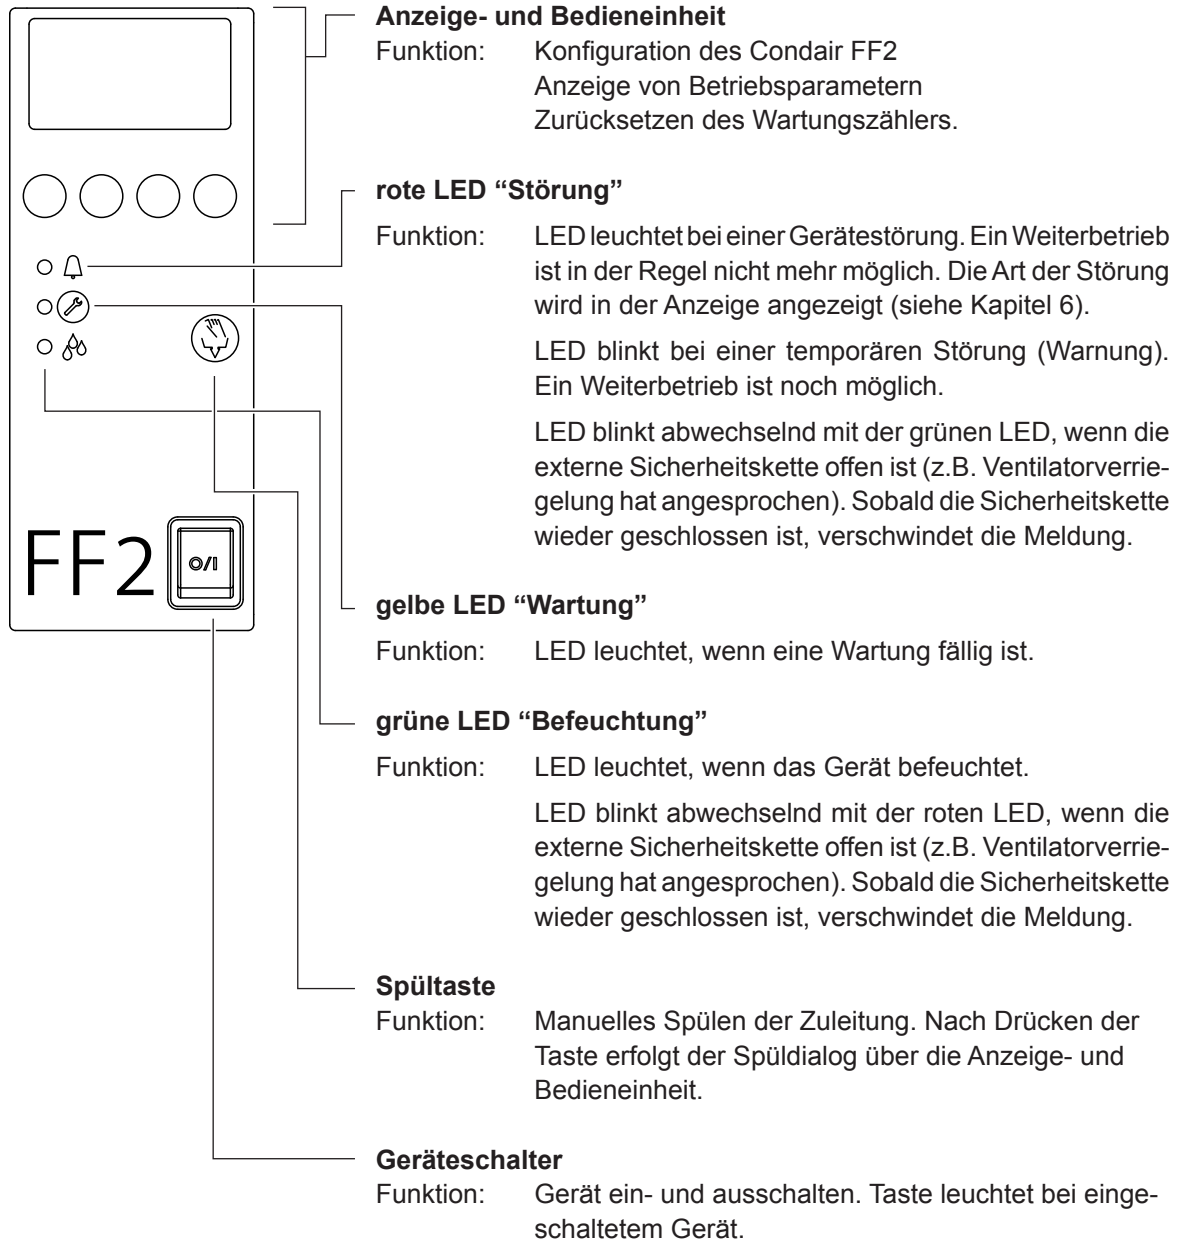 Anzeige- und Bedieneinheit
Funktion: Konfiguration des Condair FF2
Anzeige von Betriebsparametern
Zurücksetzen des Wartungszählers.
rote LED “Störung”
Funktion: LED leuchtet bei einer Gerätestörung. Ein Weiterbetrieb
ist in der Regel nicht mehr möglich. Die Art der Störung
wird in der Anzeige angezeigt (siehe Kapitel 6).
LED blinkt bei einer temporären Störung (Warnung).
Ein Weiterbetrieb ist noch möglich.
LED blinkt abwechselnd mit der grünen LED, wenn die
externe Sicherheitskette offen ist (z.B. Ventilatorverrie-
gelung hat angesprochen). Sobald die Sicherheitskette
wieder geschlossen ist, verschwindet die Meldung.
FF2
O/I
gelbe LED “Wartung”
Funktion: LED leuchtet, wenn eine Wartung fällig ist.
grüne LED “Befeuchtung”
Funktion: LED leuchtet, wenn das Gerät befeuchtet.
LED blinkt abwechselnd mit der roten LED, wenn die
externe Sicherheitskette offen ist (z.B. Ventilatorverrie-
gelung hat angesprochen). Sobald die Sicherheitskette
wieder geschlossen ist, verschwindet die Meldung.
Spültaste
Funktion: Manuelles Spülen der Zuleitung. Nach Drücken der
Taste erfolgt der Spüldialog über die Anzeige- und
Bedieneinheit.
Geräteschalter
Funktion: Gerät ein- und ausschalten. Taste leuchtet bei einge-
schaltetem Gerät.